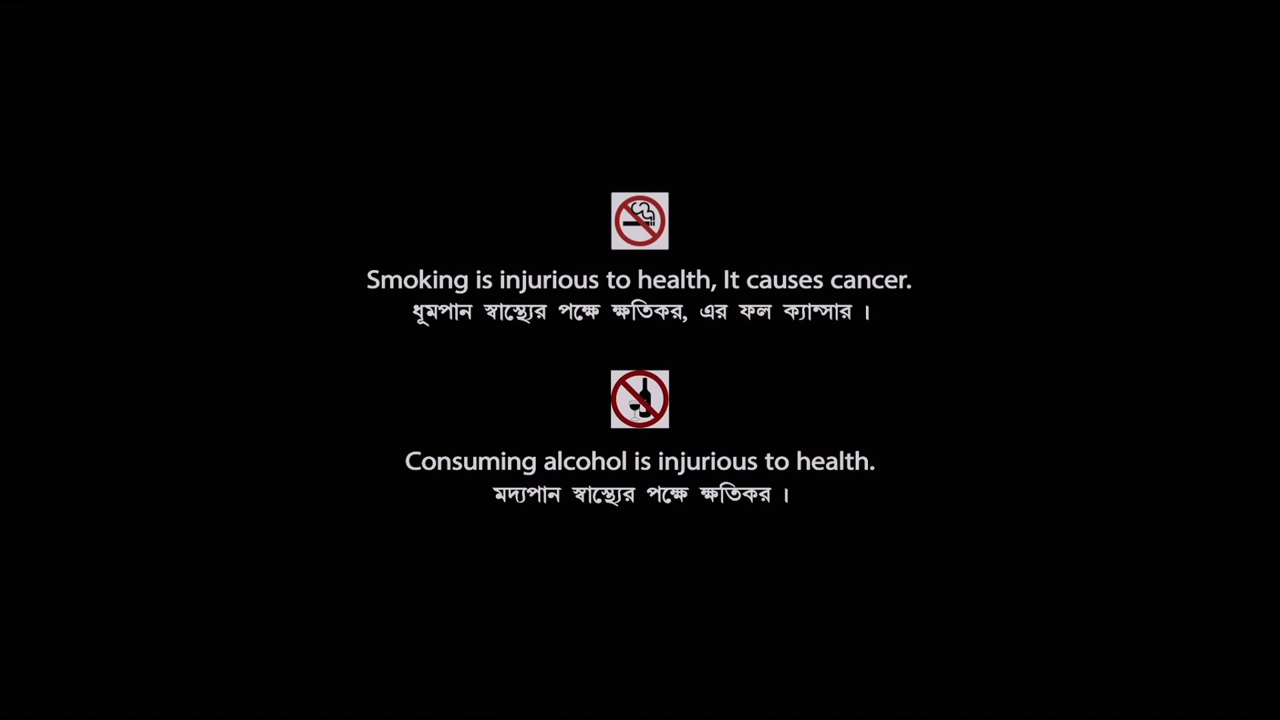 Smoking is injurious to health, It causes cancer.
ধূমপান স্বাস্থ্যের পক্ষে ক্ষতিকর, এর ফল ক্যান্সার ।
Consuming alcohol is injurious to health.
মদ্যপান স্বাস্থ্যের পক্ষে ক্ষতিকর ।